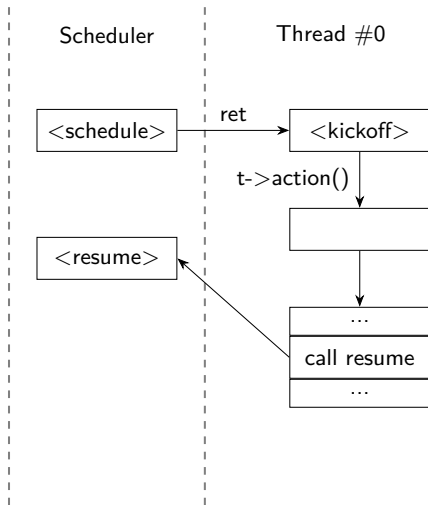 Scheduler
Thread #0
<schedule>
ret
<kickoff>
t->action()
<resume>
...
call resume
...